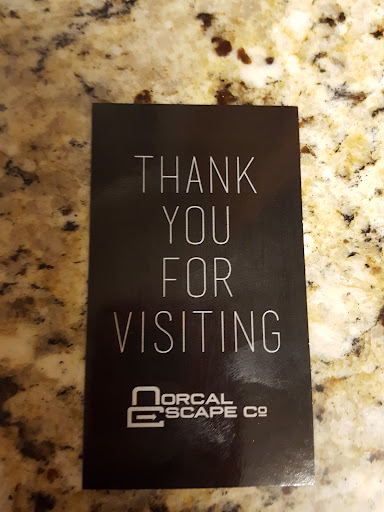 THANK
YOU
FOR
VISITING
NORCAL
ESCAPE CO